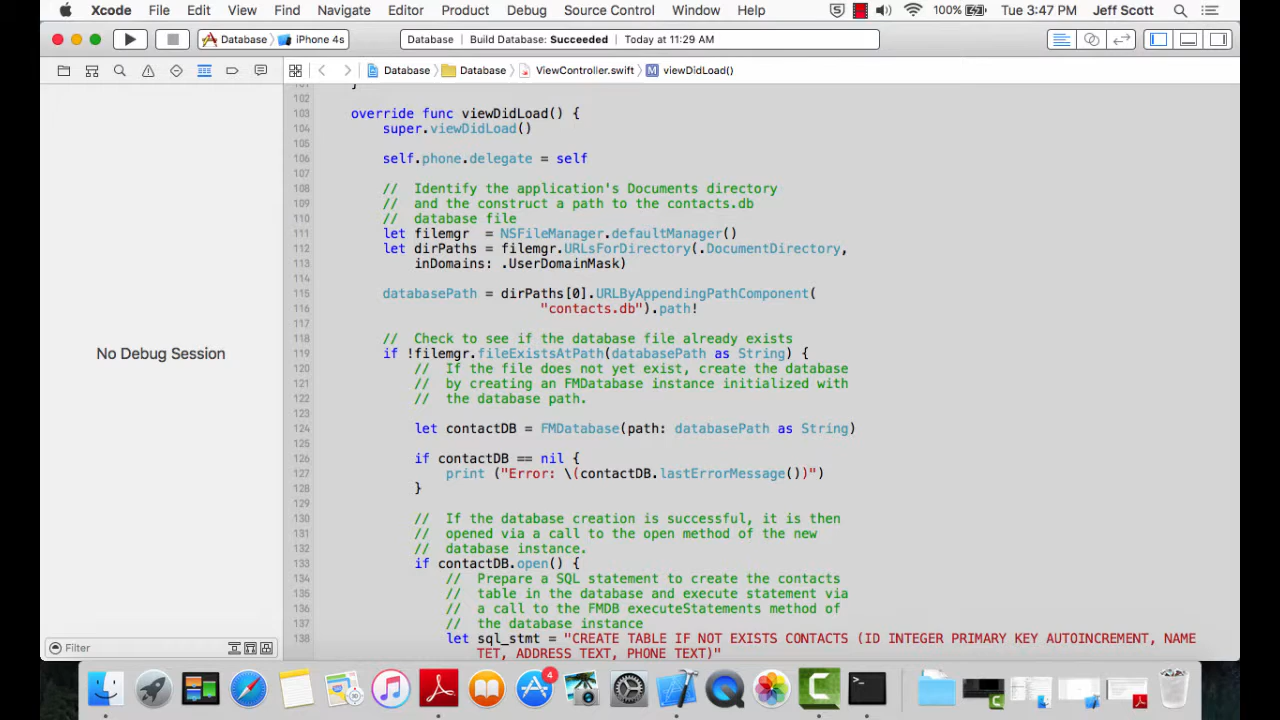 Xcode File Edit View Find Navigate Editor Product Debug Source Control Window Help 5 100% Tue 3:47 PM Jeff Scott
Database iPhone 4s Database Build Database: Succeeded Today at 11:29 AM
Database Database ViewController.swift M viewDidLoad()
101 }
102
103 override func viewDidLoad() {
104 super.viewDidLoad()
105
106 self.phone.delegate = self
107
108 // Identify the application's Documents directory
109 // and the construct a path to the contacts.db
110 // database file
111 let filemgr = NSFileManager.defaultManager()
112 let dirPaths = filemgr.URLsForDirectory(.DocumentDirectory,
113 inDomains: .UserDomainMask)
114
115 databasePath = dirPaths[0].URLByAppendingPathComponent(
116 "contacts.db").path!
117
118 // Check to see if the database file already exists
119 if !filemgr.fileExistsAtPath(databasePath as String) {
120 // If the file does not yet exist, create the database
121 // by creating an FMDatabase instance initialized with
122 // the database path.
123
124 let contactDB = FMDatabase(path: databasePath as String)
125
126 if contactDB == nil {
127 print ("Error: \(contactDB.lastErrorMessage())")
128 }
129
130 // If the database creation is successful, it is then
131 // opened via a call to the open method of the new
132 // database instance.
133 if contactDB.open() {
134 // Prepare a SQL statement to create the contacts
135 // table in the database and execute statement via
136 // a call to the FMDB executeStatements method of
137 // the database instance
138 let sql_stmt = "CREATE TABLE IF NOT EXISTS CONTACTS (ID INTEGER PRIMARY KEY AUTOINCREMENT, NAME
TET, ADDRESS TEXT, PHONE TEXT)"
No Debug Session
Filter
4